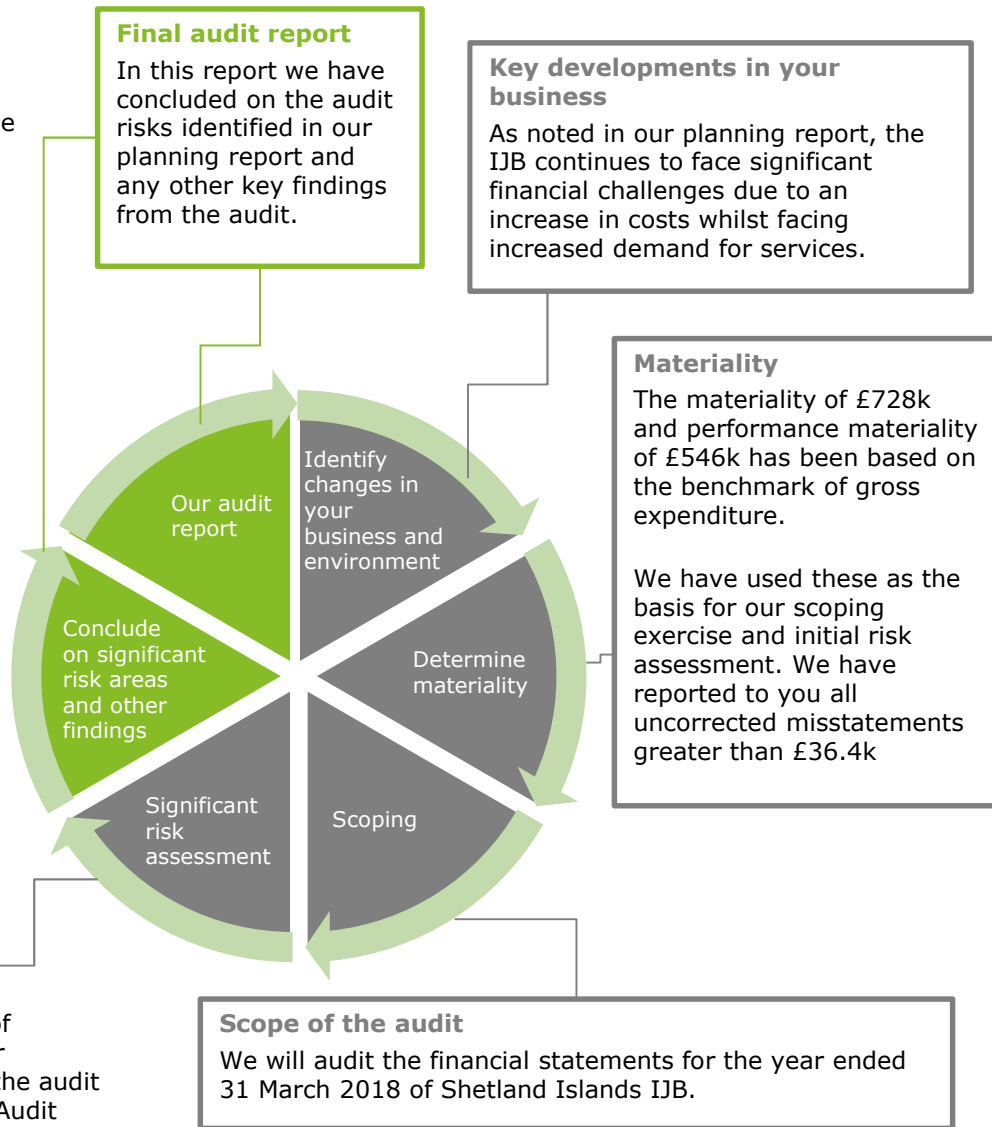 Final audit report
In this report we have
concluded on the audit
risks identified in our
planning report and
any other key findings
from the audit.
e
Key developments in your
business
As noted in our planning report, the
IJB continues to face significant
financial challenges due to an
increase in costs whilst facing
increased demand for services.
Materiality
The materiality of £728k
and performance materiality
of £546k has been based on
the benchmark of gross
expenditure.
We have used these as the
basis for our scoping
exercise and initial risk
assessment. We have
reported to you all
uncorrected misstatements
greater than £36.4k
Our audit
report
Identify
changes in
your
business and
environment
Determine
materiality
Scoping
Significant
risk
assessment
Conclude
on significant
risk areas
and other
findings
Scope of the audit
We will audit the financial statements for the year ended
31 March 2018 of Shetland Islands IJB.
of
r
the audit
Audit